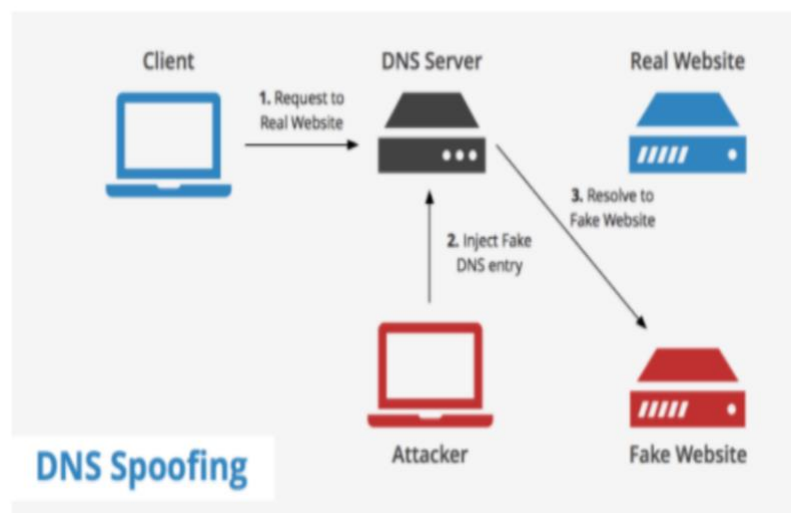 Client
DNS Server
Real Website
1. Request to
Real Website
3. Resolve to
Fake Website
2. Inject Fake
DNS entry
Attacker
Fake Website
DNS Spoofing